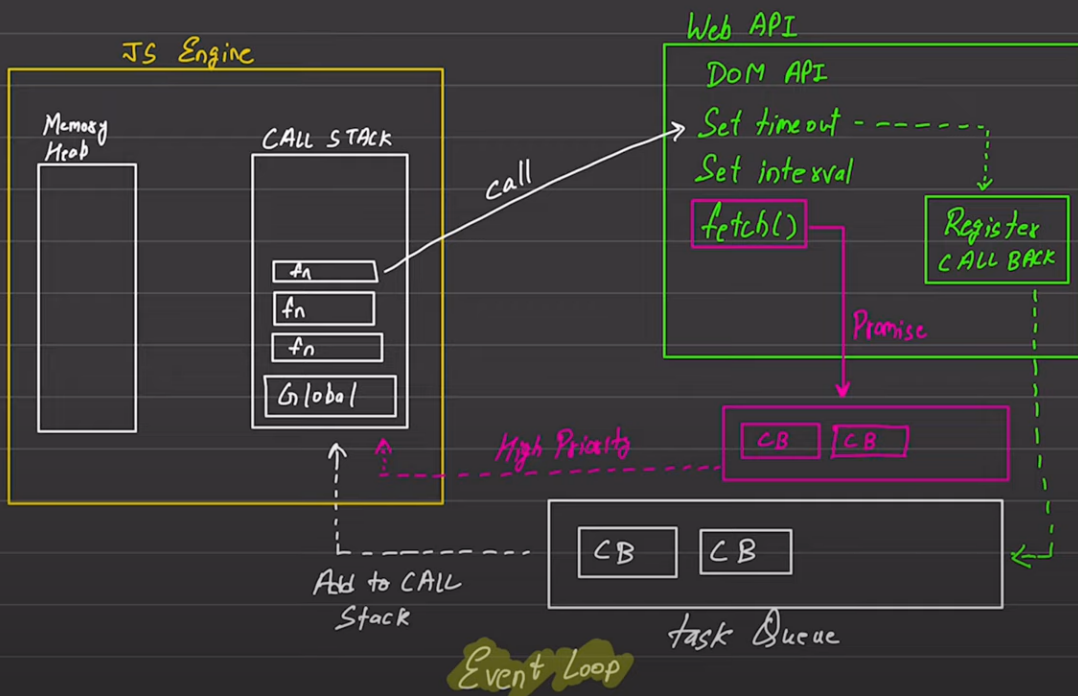 Web API
JS Engine
DOM API
Memory
Heap
CALL STACK
Set timeout
call
Set interval
fetch()
Register
CALL BACK
fn
fn
fn
Promise
Global
CB
CB
High Priority
CB
CB
Add to CALL
Stack
task Queue
Event Loop